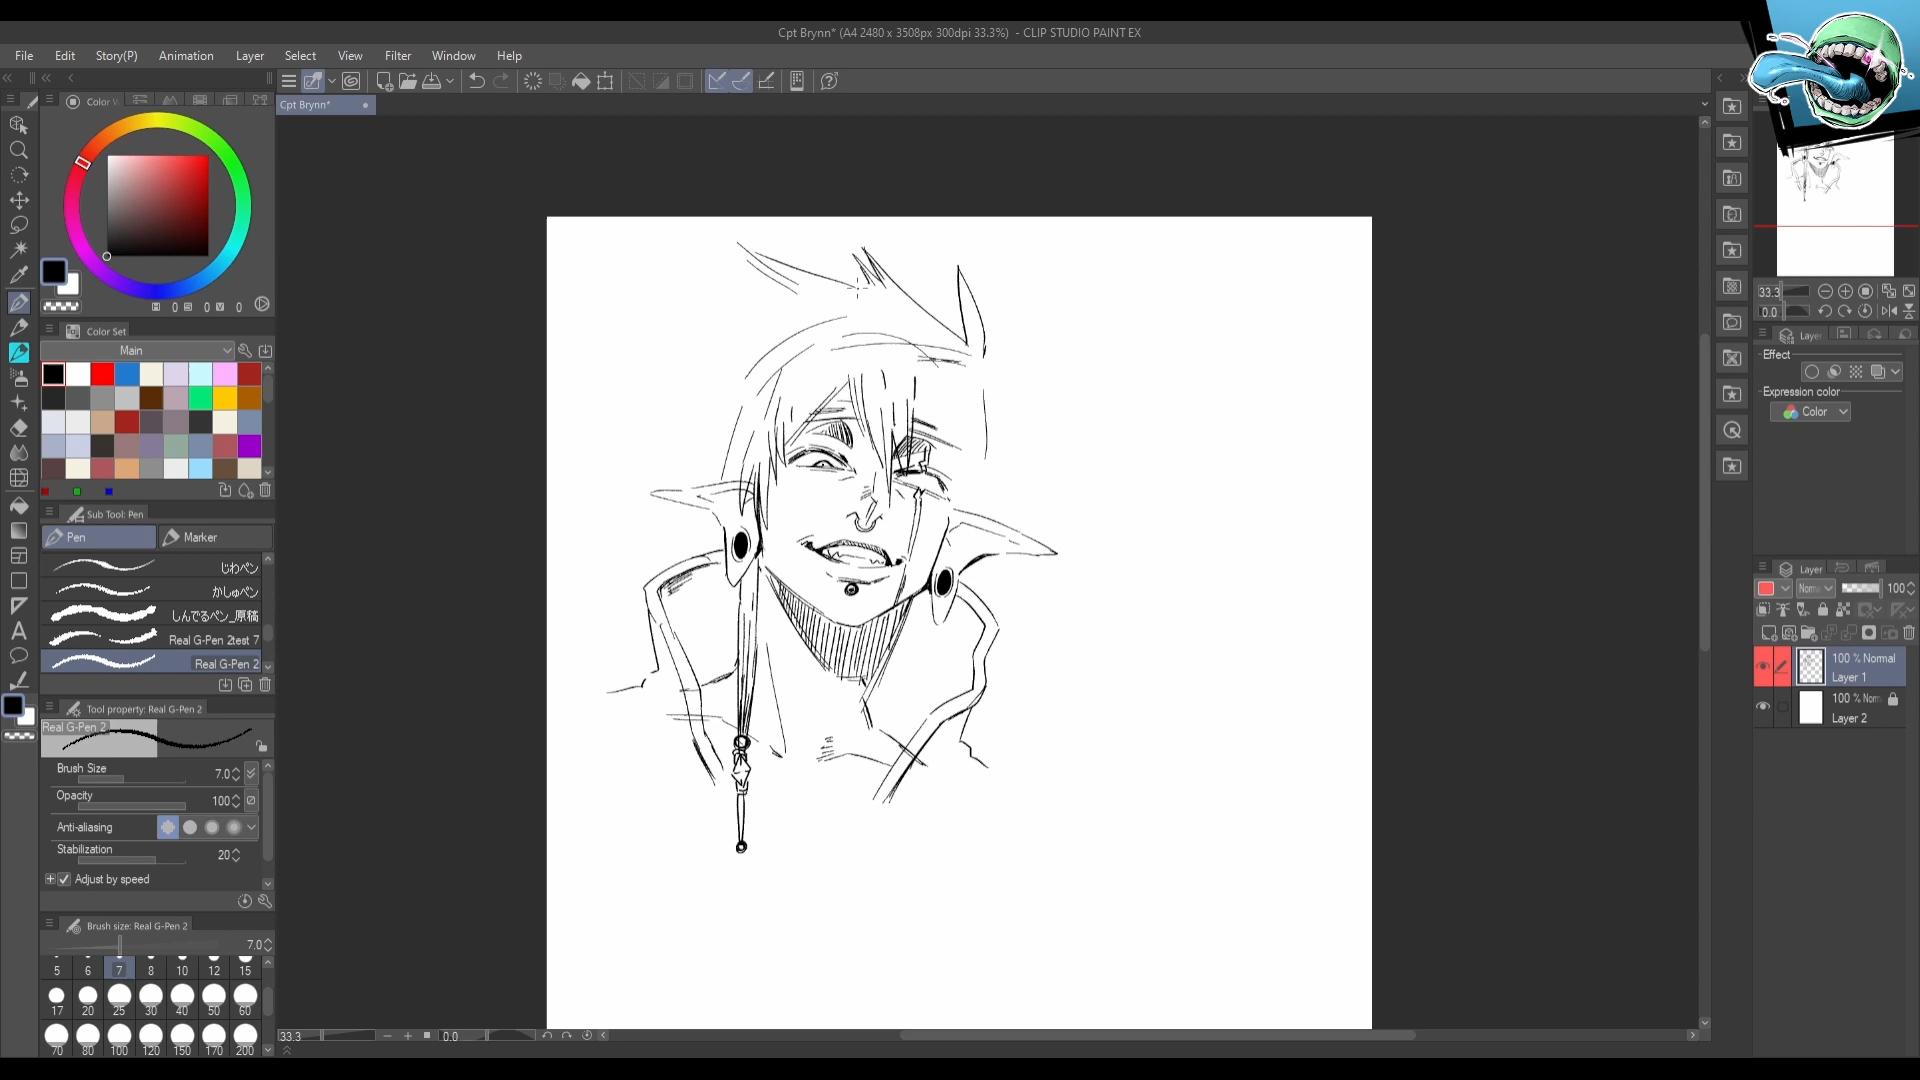 Cpt Brynn* (A4 2480 x 3508px 300dpi 33.3%) - CLIP STUDIO PAINT EX
File Edit Story(P) Animation Layer Select View Filter Window Help
Cpt Brynn*
Color
0 0 0
Color Set
Main
Sub Tool: Pen
Pen Marker
じわペン
かしゅペン
しんでるペン_原稿
Real G-Pen 2test 7
Real G-Pen 2
Tool property: Real G-Pen 2
Real G-Pen 2
Brush Size 7.0
Opacity 100
Anti-aliasing
Stabilization 20
Adjust by speed
Brush size: Real G-Pen 2
7.0
5 6 7 8 10 12 15
17 20 25 30 40 50 60
70 80 100 120 150 170 200
33.3 0.0
33.3
0.0
Layer
Effect
Expression color
Color
Layer
Norm 100
100 % Normal
Layer 1
100 % Norm
Layer 2